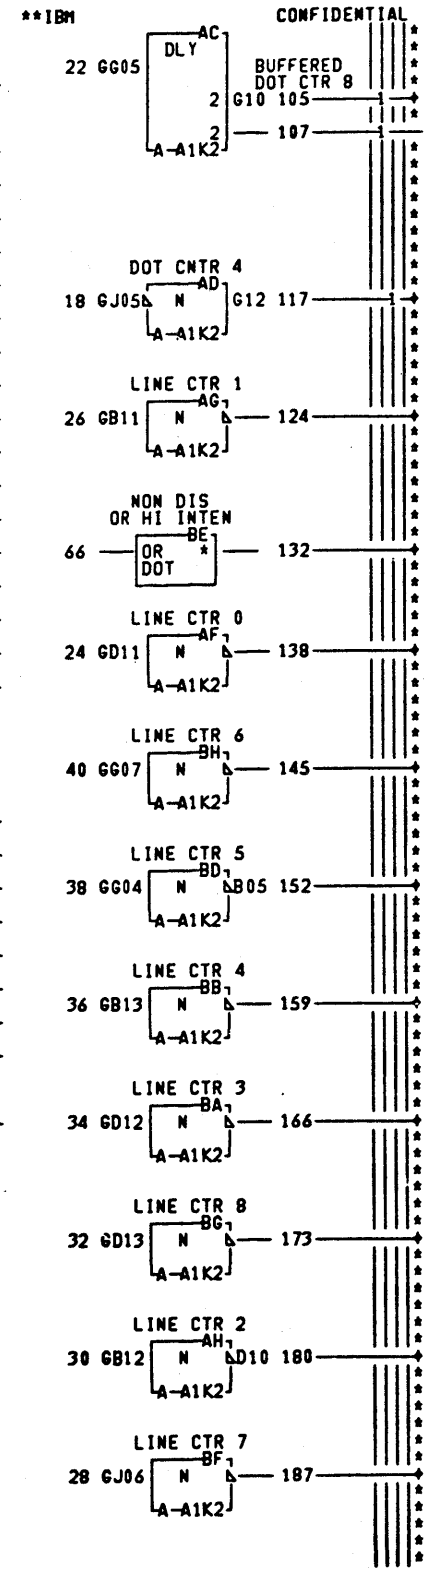 **IBM CONFIDENTIAL
AC
DLY
22 GG05 BUFFERED
DOT CTR 8
2 G10 105 1
2 107 1
A A1K2
DOT CNTR 4
AD
18 GJ05 N G12 117 1
A A1K2
LINE CTR 1
AG
26 GB11 N 124
A A1K2
NON DIS
OR HI INTEN
BE
66 OR * 132
DOT
LINE CTR 0
AF
24 GD11 N 138
A A1K2
LINE CTR 6
BH
40 GG07 N 145
A A1K2
LINE CTR 5
BD
38 GG04 N B05 152
A A1K2
LINE CTR 4
BB
36 GB13 N 159
A A1K2
LINE CTR 3
BA
34 GD12 N 166
A A1K2
LINE CTR 8
BG
32 GD13 N 173
A A1K2
LINE CTR 2
AH
30 GB12 N D10 180
A A1K2
LINE CTR 7
BF
28 GJ06 N 187
A A1K2